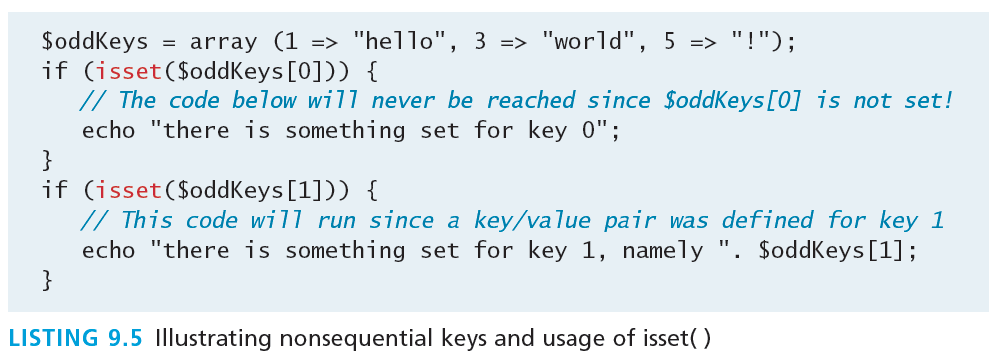 $oddKeys = array (1 => "hello", 3 => "world", 5 => "!");
if (isset($oddKeys[0])) {
// The code below will never be reached since $oddKeys[0] is not set!
echo "there is something set for key 0";
}
if (isset($oddKeys[1])) {
// This code will run since a key/value pair was defined for key 1
echo "there is something set for key 1, namely ". $oddKeys[1];
}
LISTING 9.5 Illustrating nonsequential keys and usage of isset( )